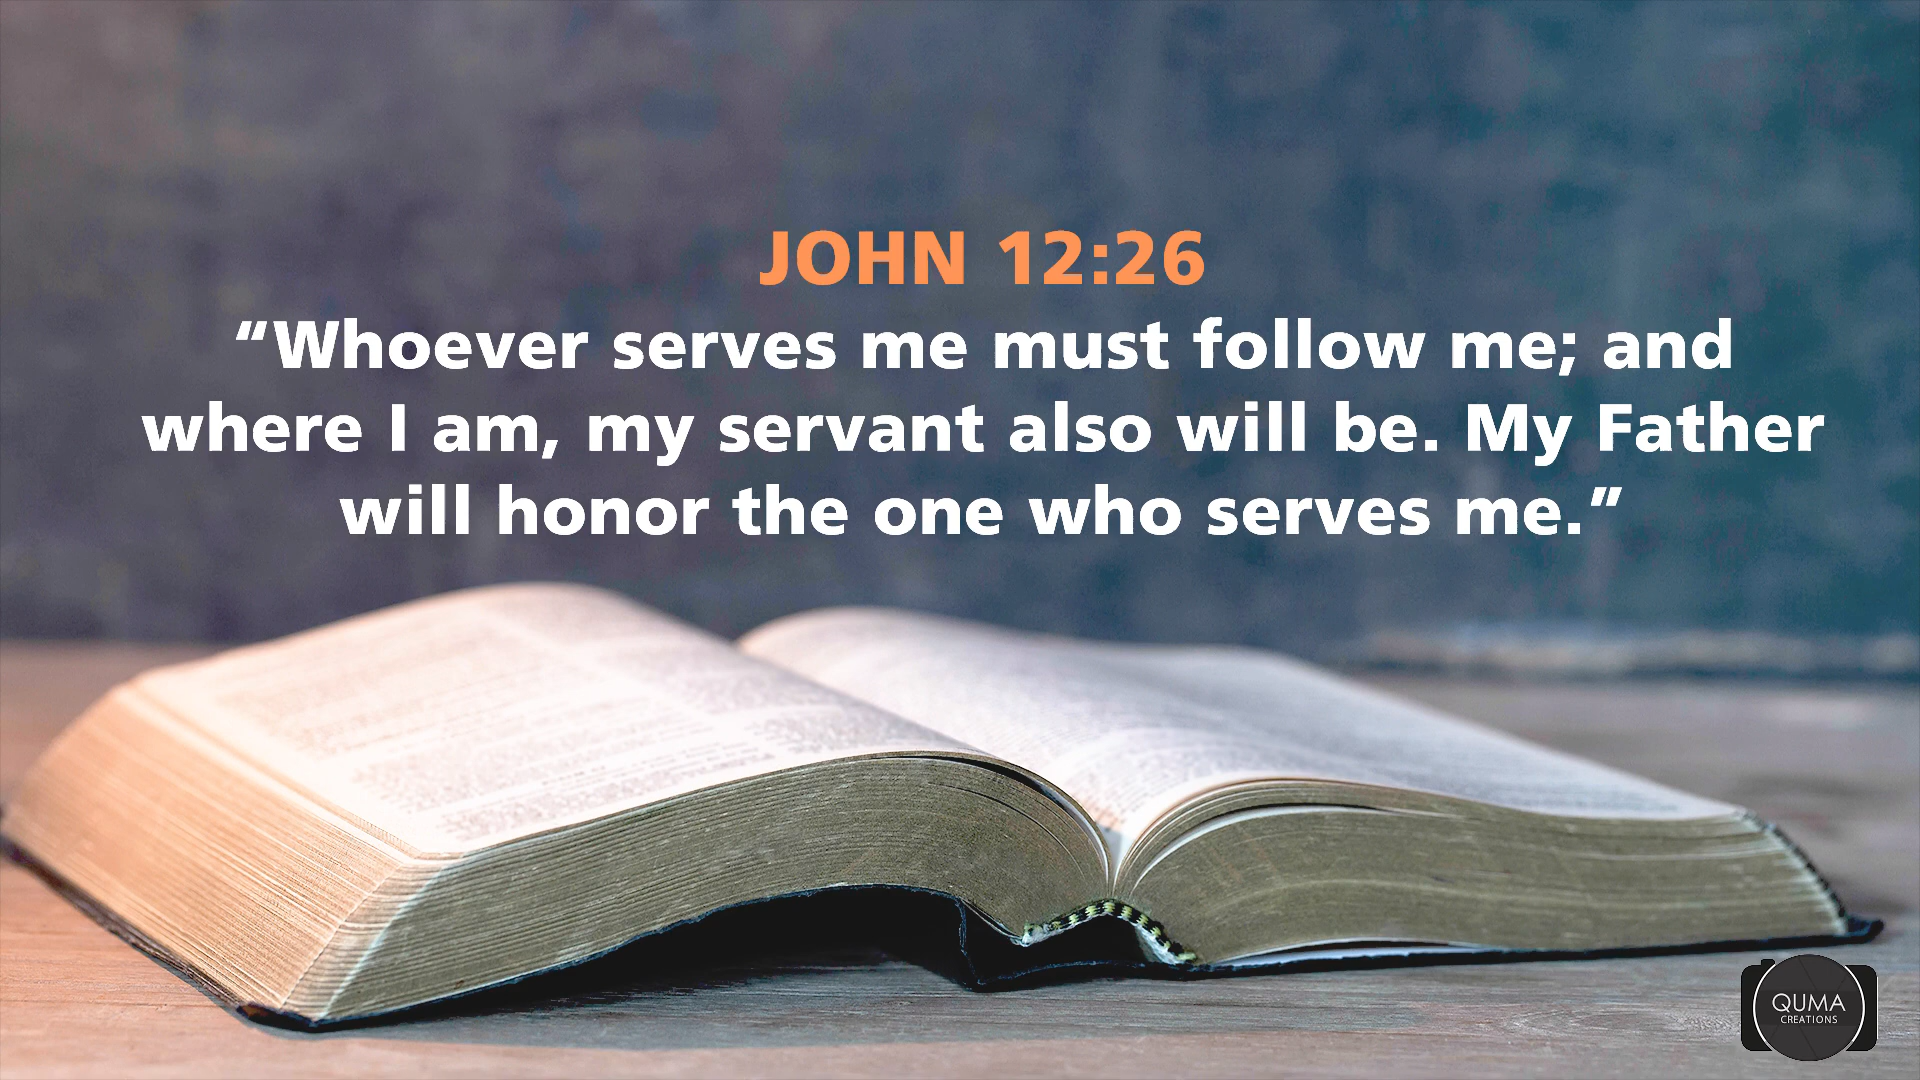 JOHN 12:26
“Whoever serves me must follow me; and
where I am, my servant also will be. My Father
will honor the one who serves me.”
QUMA
CREATIONS